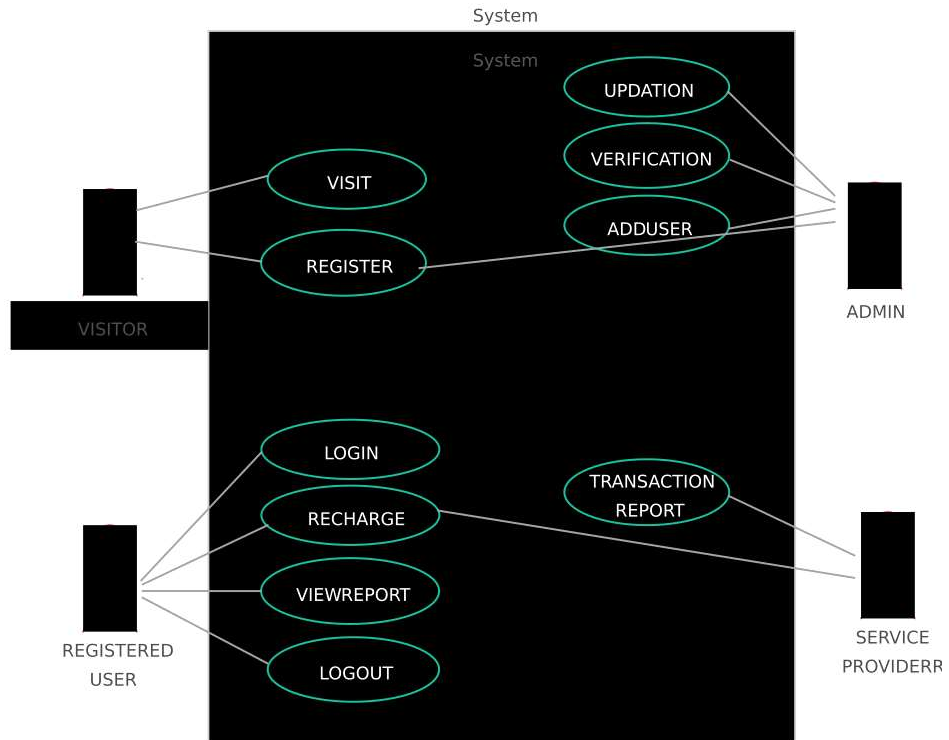 System
System
UPDATION
VERIFICATION
VISIT
ADDUSER
REGISTER
ADMIN
VISITOR
LOGIN
TRANSACTION
REPORT
RECHARGE
VIEWREPORT
SERVICE
PROVIDERR
REGISTERED
USER
LOGOUT